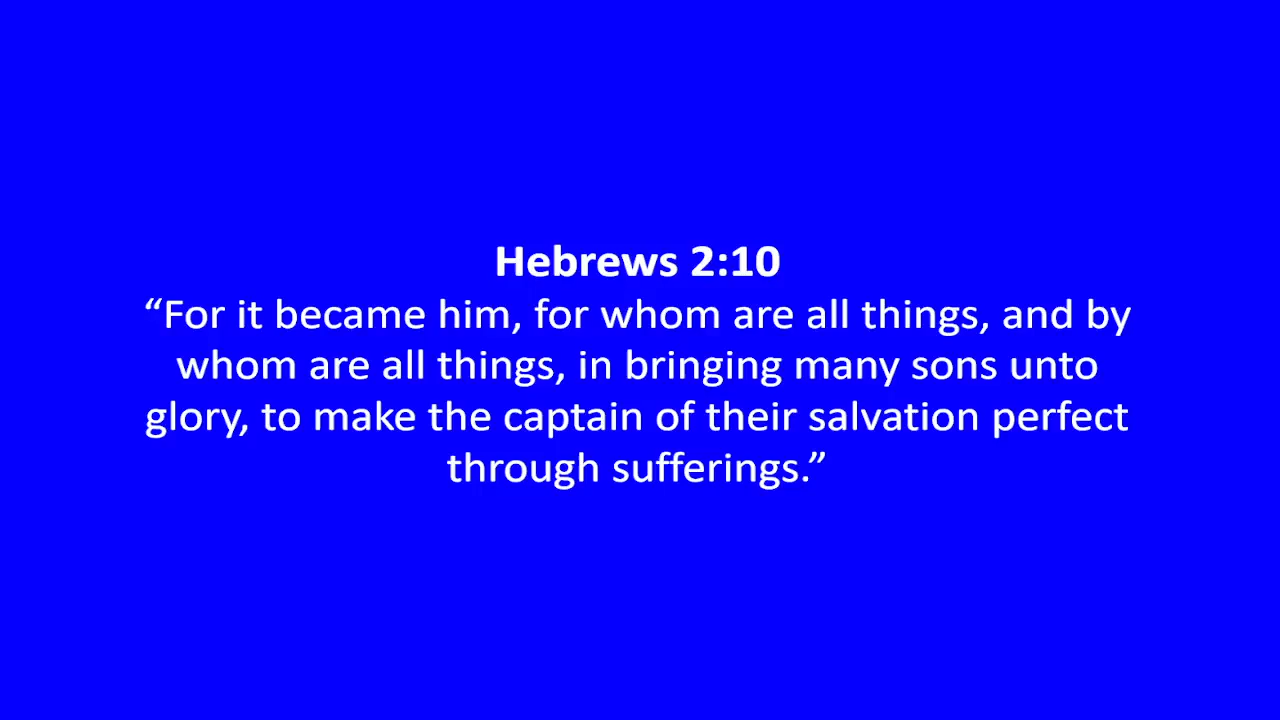 Hebrews 2:10
“For it became him, for whom are all things, and by
whom are all things, in bringing many sons unto
glory, to make the captain of their salvation perfect
through sufferings.”